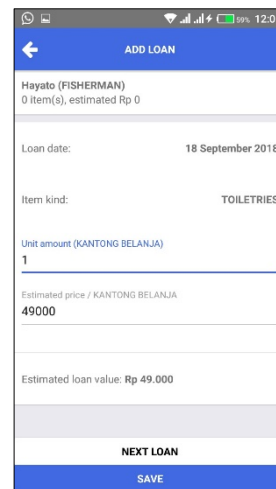 59% 12:0
ADD LOAN
Hayato (FISHERMAN)
0 item(s), estimated Rp 0
Loan date: 18 September 2018
Item kind: TOILETRIES
Unit amount (KANTONG BELANJA)
1
Estimated price / KANTONG BELANJA
49000
Estimated loan value: Rp 49.000
NEXT LOAN
SAVE